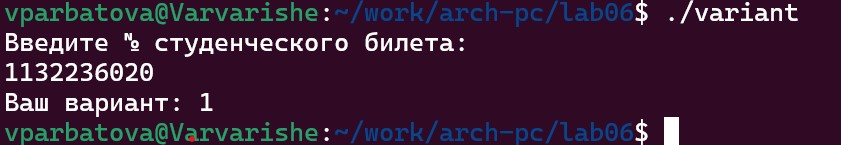 vparbatova@Varvarishe:~/work/arch-pc/lab06$ ./variant
Введите № студенческого билета:
1132236020
Ваш вариант: 1
vparbatova@Varvarishe:~/work/arch-pc/lab06$